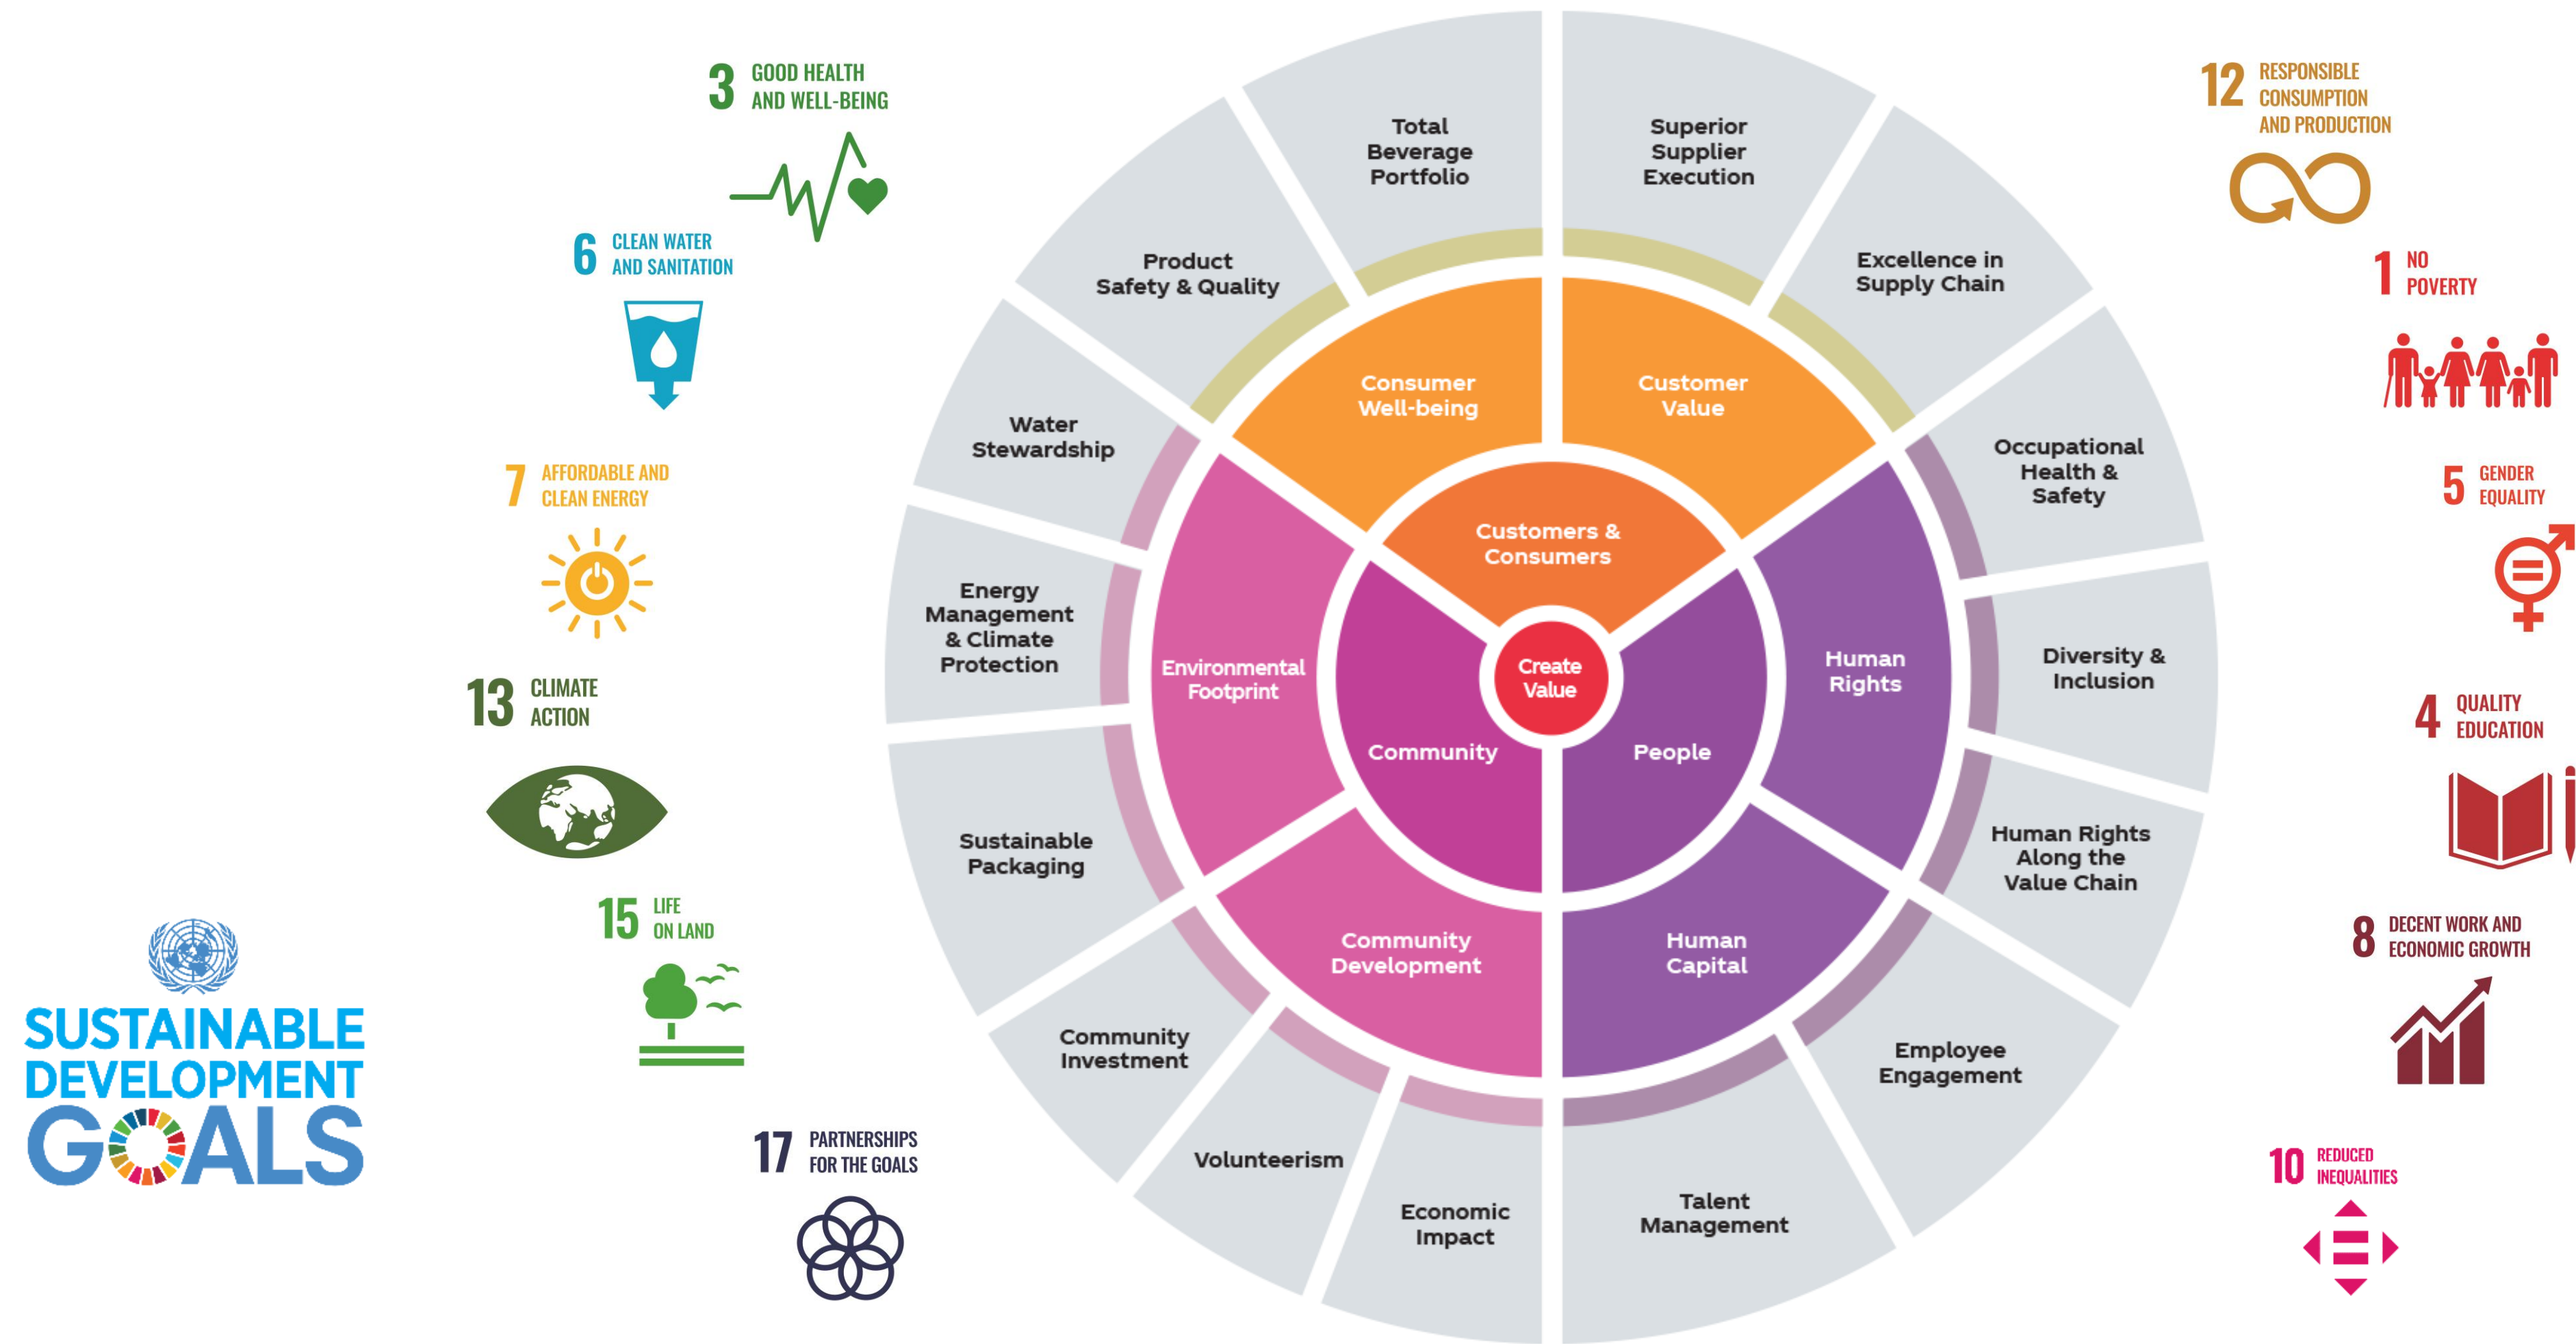 3 GOOD HEALTH
AND WELL-BEING
6 CLEAN WATER
AND SANITATION
7 AFFORDABLE AND
CLEAN ENERGY
13 CLIMATE
ACTION
15 LIFE
ON LAND
17 PARTNERSHIPS
FOR THE GOALS
SUSTAINABLE
DEVELOPMENT
GOALS
Total
Beverage
Portfolio
Superior
Supplier
Execution
Product
Safety & Quality
Excellence in
Supply Chain
Water
Stewardship
Occupational
Health &
Safety
Energy
Management
& Climate
Protection
Diversity &
Inclusion
Sustainable
Packaging
Human Rights
Along the
Value Chain
Community
Investment
Employee
Engagement
Volunteerism
Economic
Impact
Talent
Management
Consumer
Well-being
Customer
Value
Environmental
Footprint
Human
Rights
Community
Development
Human
Capital
Customers &
Consumers
Community
People
Create
Value
12 RESPONSIBLE
CONSUMPTION
AND PRODUCTION
1 NO
POVERTY
5 GENDER
EQUALITY
4 QUALITY
EDUCATION
8 DECENT WORK AND
ECONOMIC GROWTH
10 REDUCED
INEQUALITIES